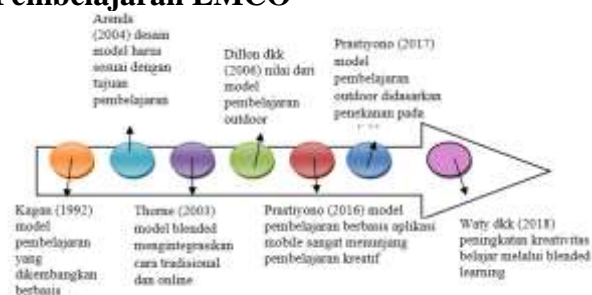 Pembelajaran EMCO
Arends
(2004) desain
model harus
sesuai dengan
tujuan
pembelajaran
Dillon dkk
(2006) nilai dari
model
pembelajaran
outdoor
Prastiyono (2017)
model
pembelajaran
outdoor didasarkan
penekanan pada
Kagan (1992)
model
pembelajaran
yang
dikembangkan
berbasis
Thorne (2003)
model blended
mengintegrasikan
cara tradisional
dan online
Prastiyono (2016) model
pembelajaran berbasis aplikasi
mobile sangat menunjang
pembelajaran kreatif
Waty dkk (2018)
peningkatan kreativitas
belajar melalui blended
learning